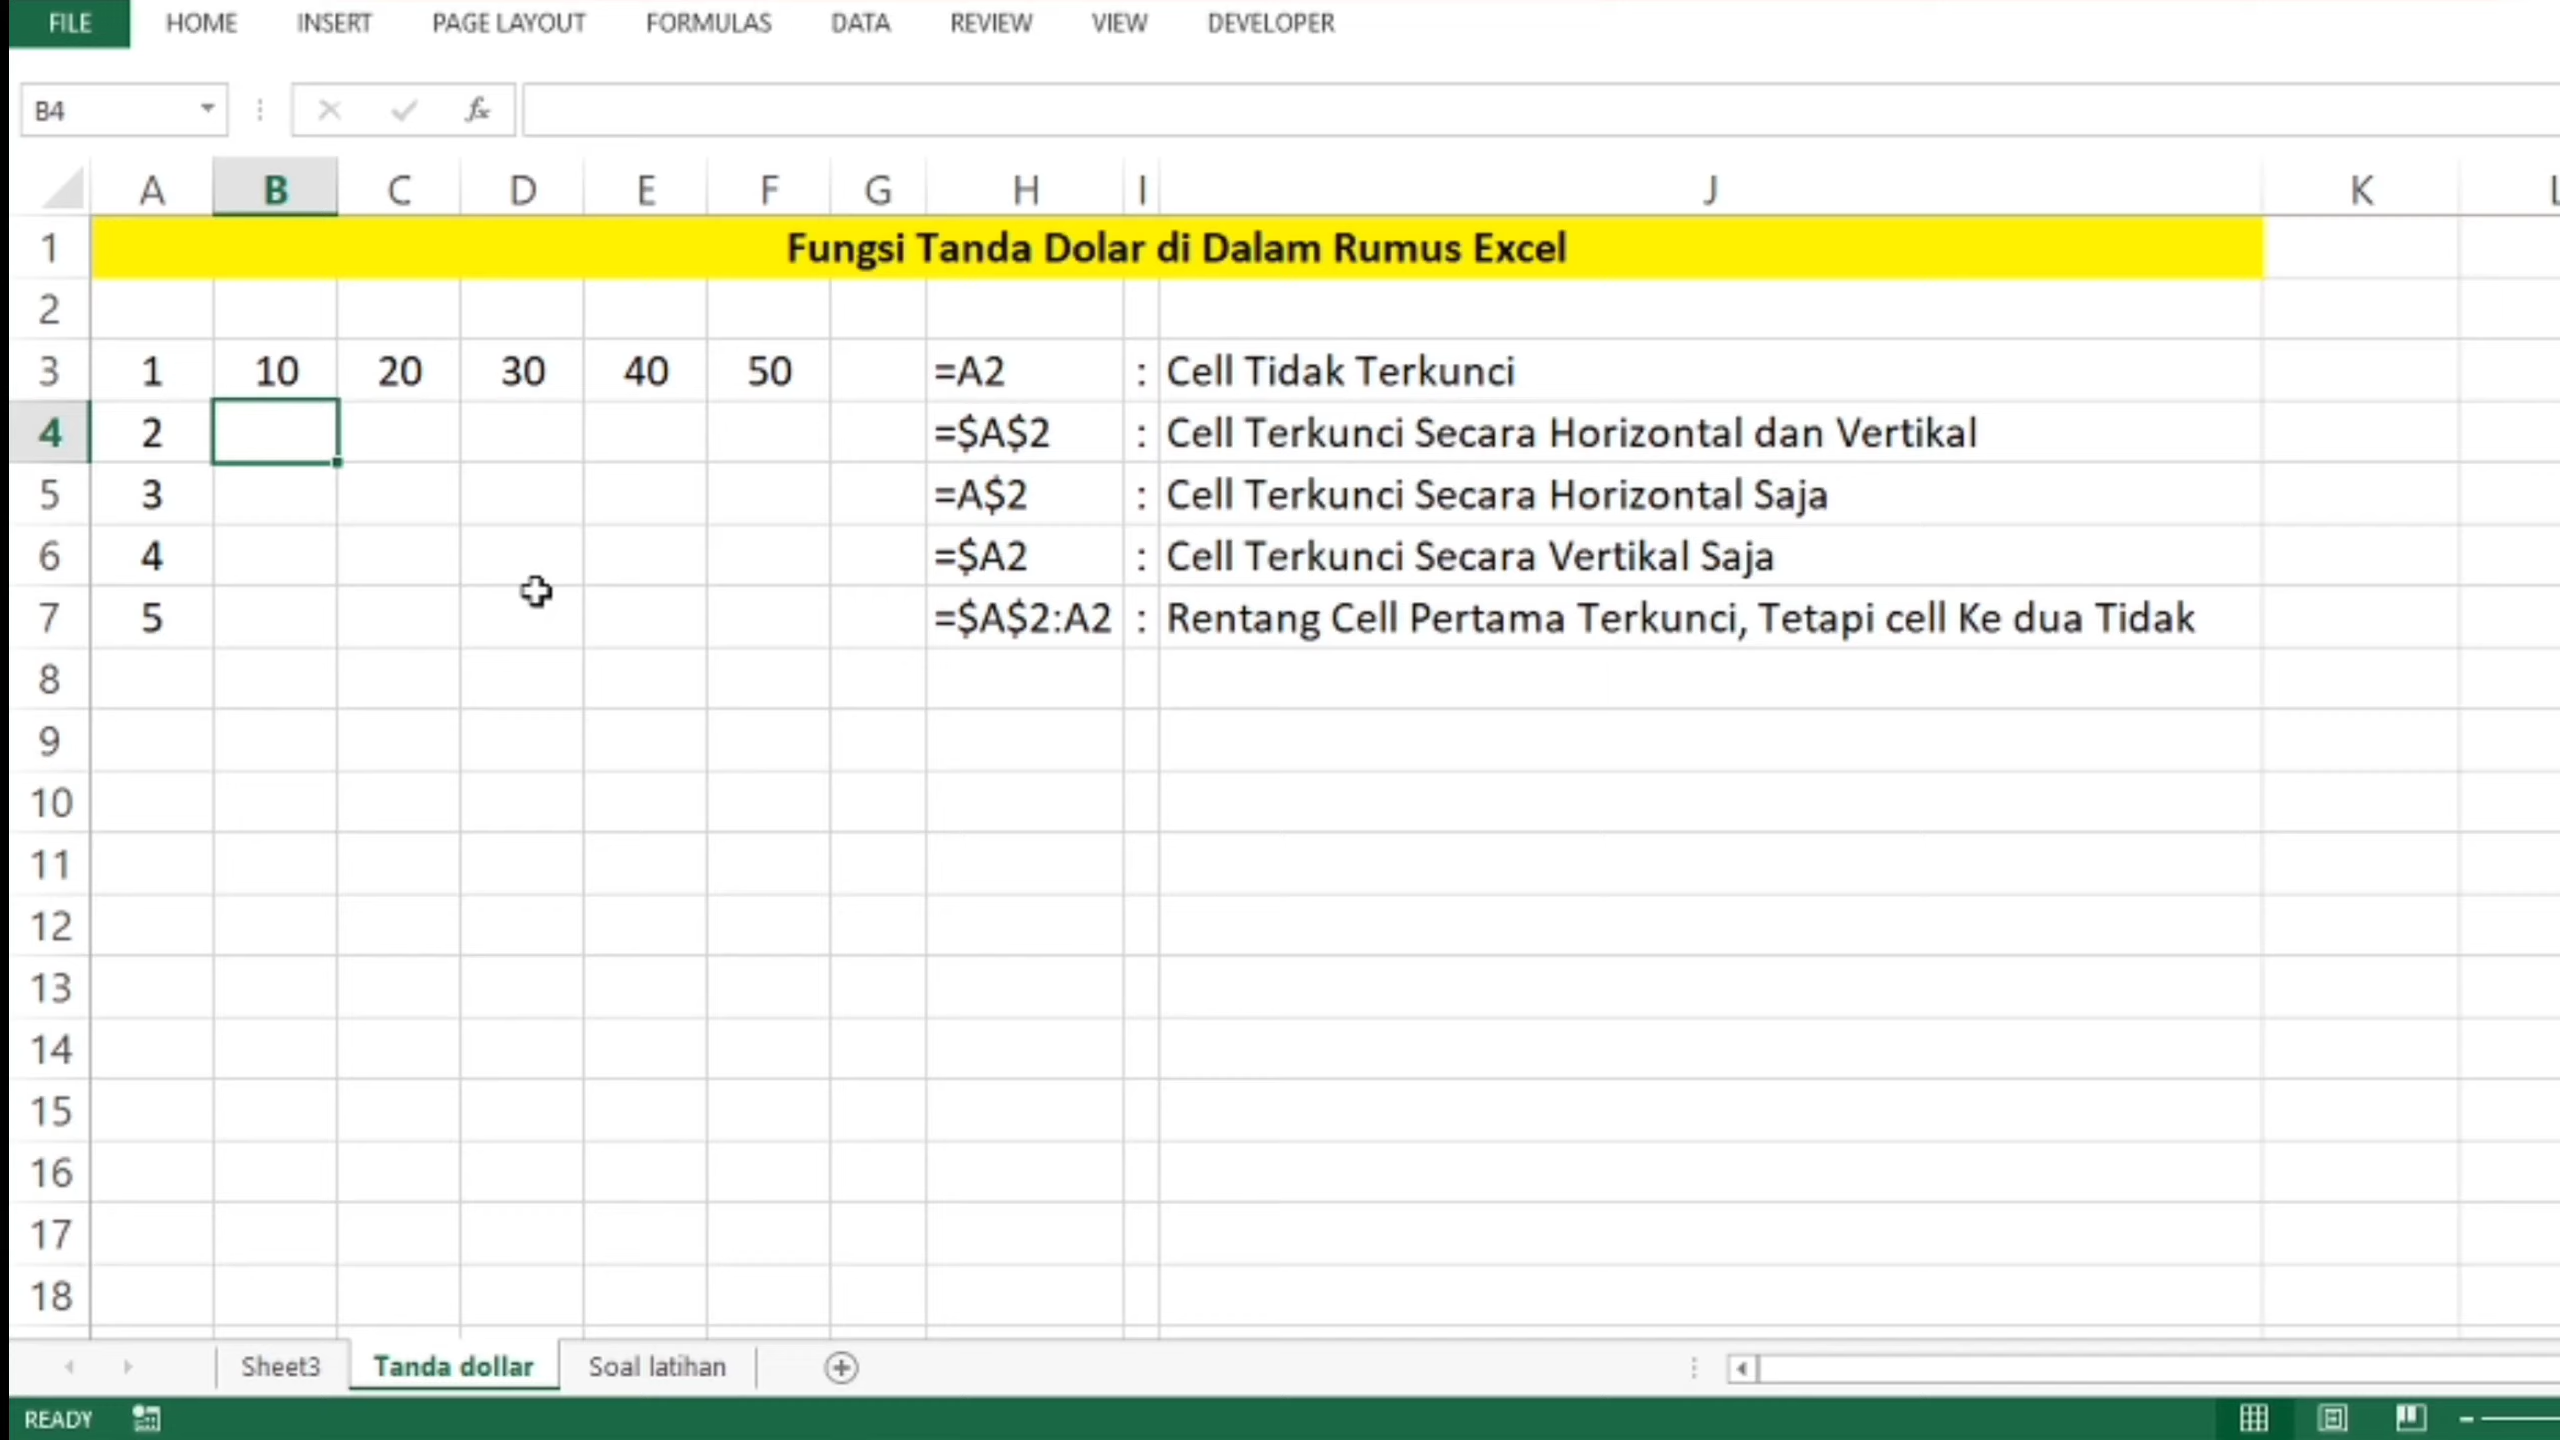 FILE HOME INSERT PAGE LAYOUT FORMULAS DATA REVIEW VIEW DEVELOPER
B4 fx
A B C D E F G H I J K L
1 Fungsi Tanda Dolar di Dalam Rumus Excel
2
3 1 10 20 30 40 50 =A2 : Cell Tidak Terkunci
4 2 =$A$2 : Cell Terkunci Secara Horizontal dan Vertikal
5 3 =A$2 : Cell Terkunci Secara Horizontal Saja
6 4 =$A2 : Cell Terkunci Secara Vertikal Saja
7 5 =$A$2:A2 : Rentang Cell Pertama Terkunci, Tetapi cell Ke dua Tidak
8
9
10
11
12
13
14
15
16
17
18
Sheet3 Tanda dollar Soal latihan
READY